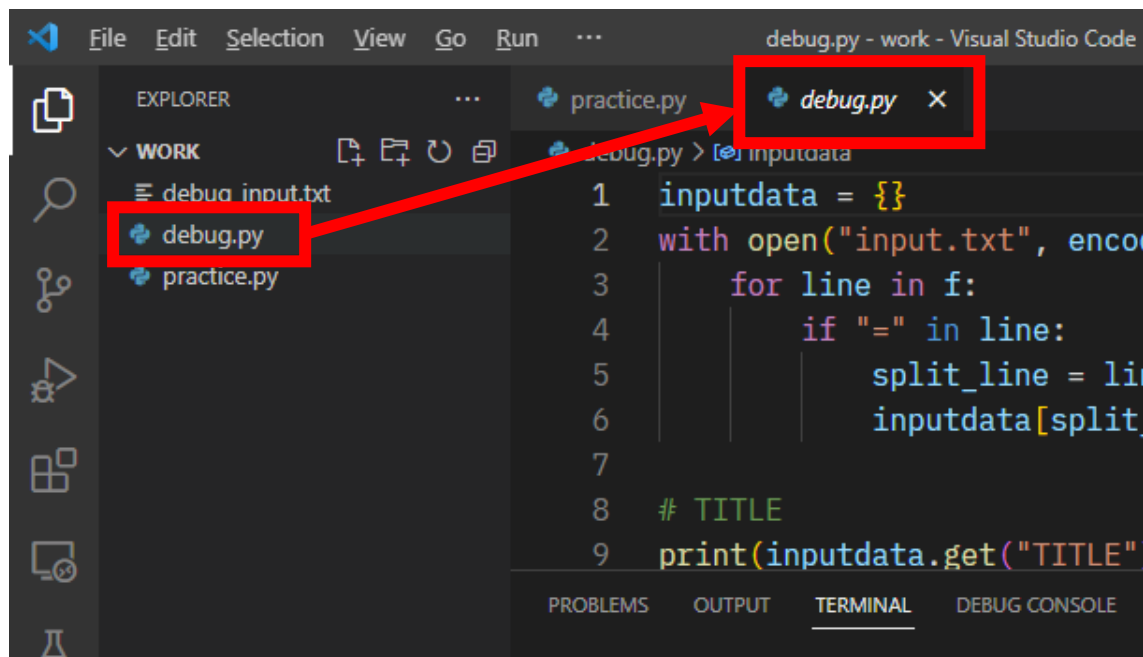 File Edit Selection View Go Run ··· debug.py - work - Visual Studio Code
EXPLORER ···
WORK
debug_input.txt
debug.py
practice.py
practice.py debug.py
debug.py > inputdata
1 inputdata = {}
2 with open("input.txt",
3 for line in f:
4 if "=" in line:
5 split_line =
6 inputdata[split_
7
8 # TITLE
9 print(inputdata.get("TITLE"
PROBLEMS OUTPUT TERMINAL DEBUG CONSOLE